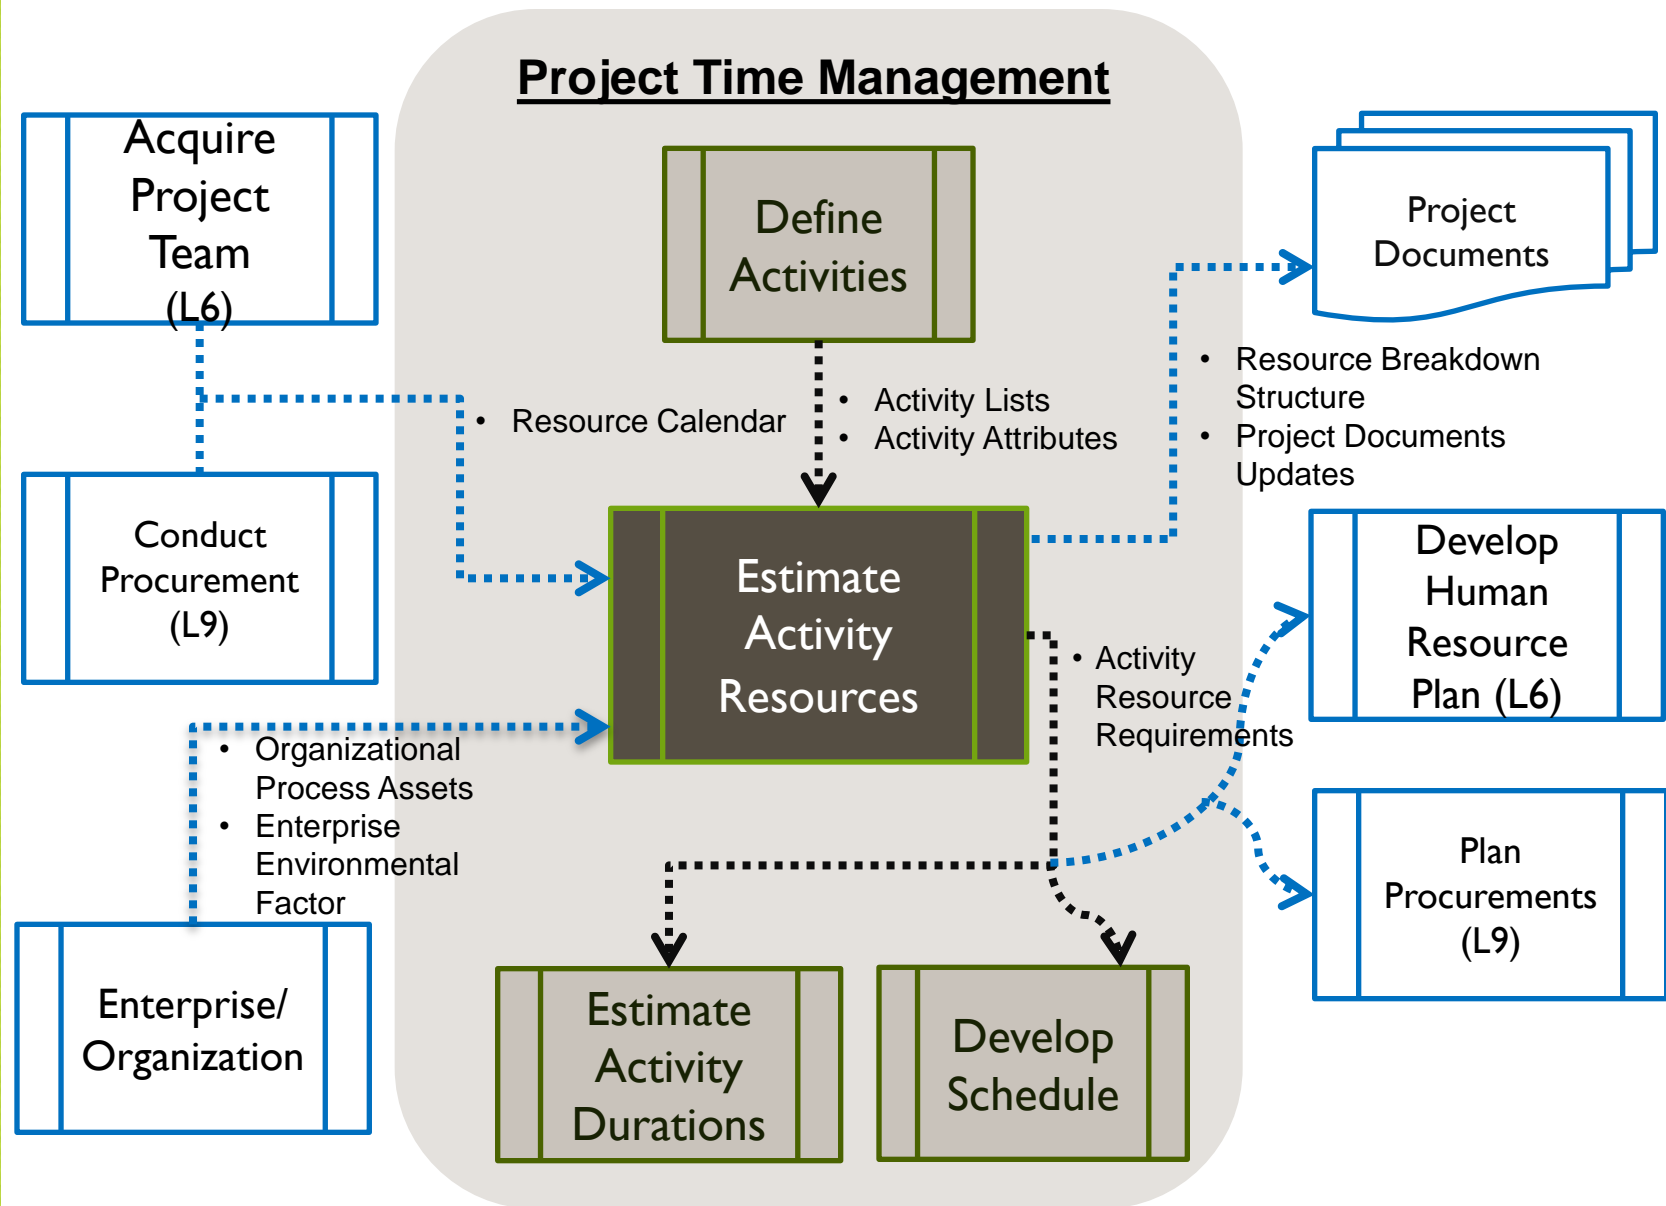 Project Time Management
Acquire
Project
Team
(L6)
Define
Activities
Project
Documents
• Resource Calendar
• Activity Lists
• Activity Attributes
• Resource Breakdown
Structure
• Project Documents
Updates
Conduct
Procurement
(L9)
Estimate
Activity
Resources
Develop
Human
Resource
Plan (L6)
• Activity
Resource
Requirements
• Organizational
Process Assets
• Enterprise
Environmental
Factor
Plan
Procurements
(L9)
Enterprise/
Organization
Estimate
Activity
Durations
Develop
Schedule